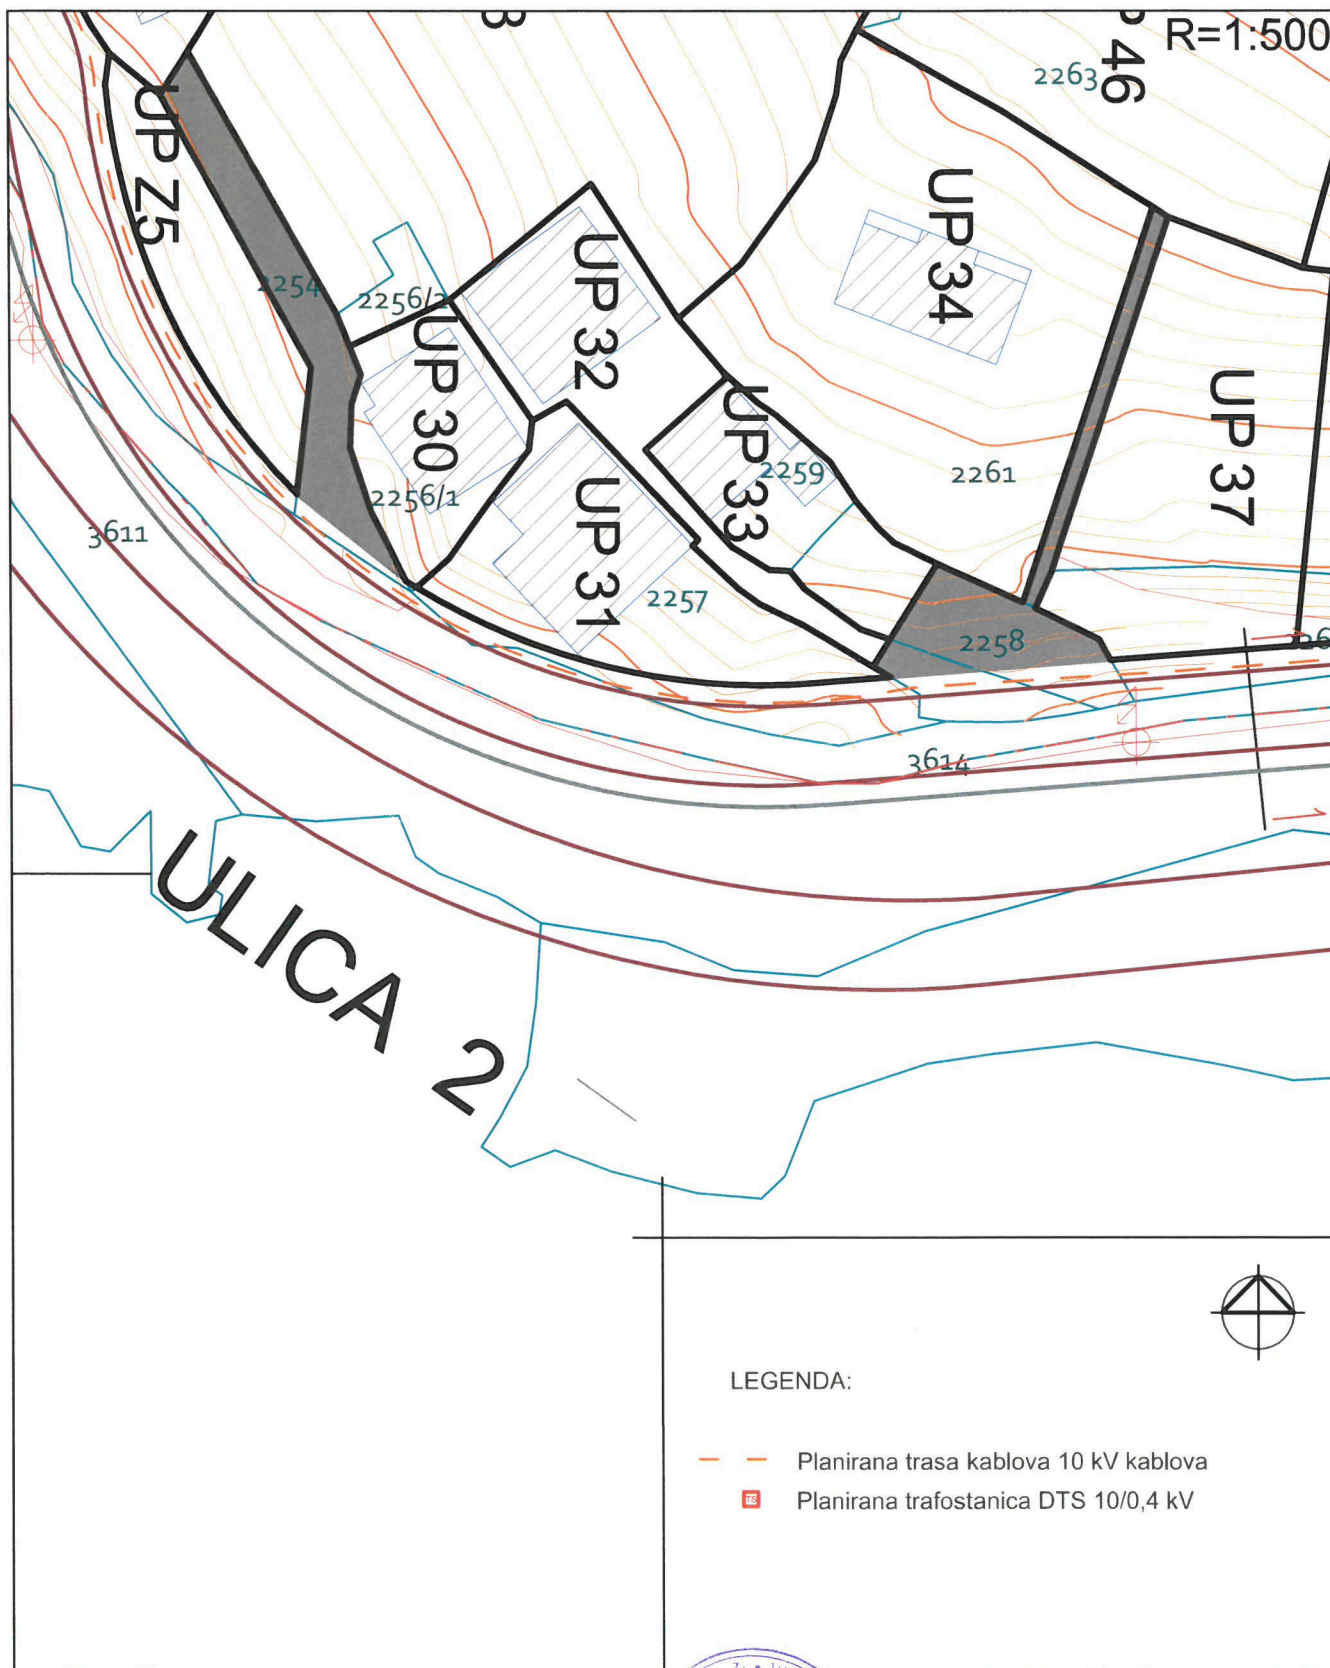 R=1:500
2263
UP Z5
UP 34
2254
2256/2
UP 32
UP 30
UP 37
UP 33
2259
2261
2256/1
3611
UP 31
2257
2258
3614
ULICA 2
LEGENDA:
Planirana trasa kablova 10 kV kablova
TS Planirana trafostanica DTS 10/0,4 kV